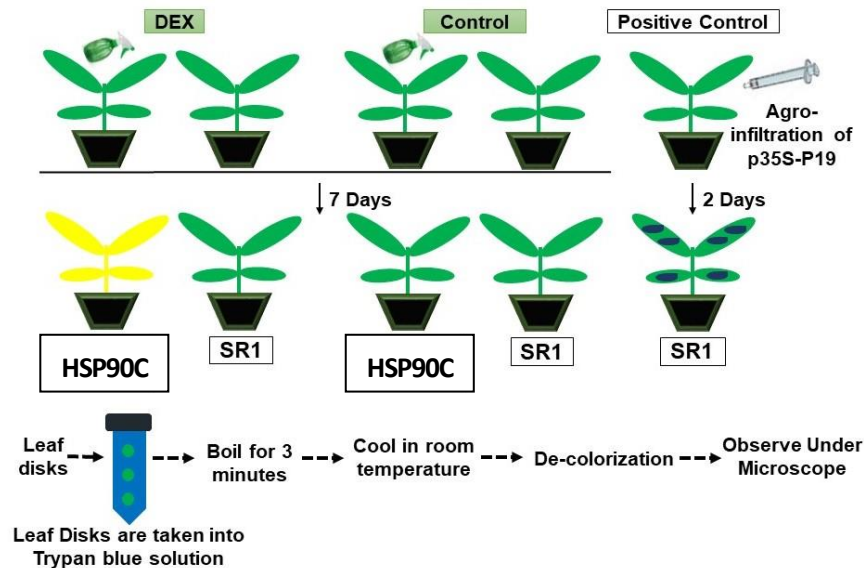 DEX
Control
Positive Control
Agro-
infiltration of
p35S-P19
7 Days
2 Days
HSP90C
SR1
HSP90C
SR1
SR1
Leaf
disks
Boil for 3
minutes
Cool in room
temperature
De-colorization
Observe Under
Microscope
Leaf Disks are taken into
Trypan blue solution